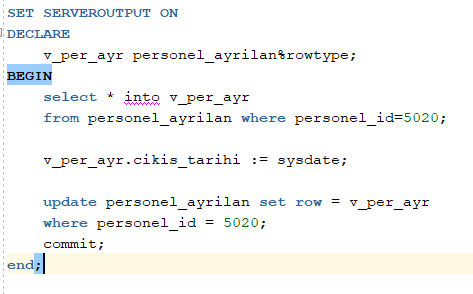 SET SERVEROUTPUT ON
DECLARE
v_per_ayr personel_ayrilan%rowtype;
BEGIN
select * into v_per_ayr
from personel_ayrilan where personel_id=5020;
v_per_ayr.cikis_tarihi := sysdate;
update personel_ayrilan set row = v_per_ayr
where personel_id = 5020;
commit;
end;